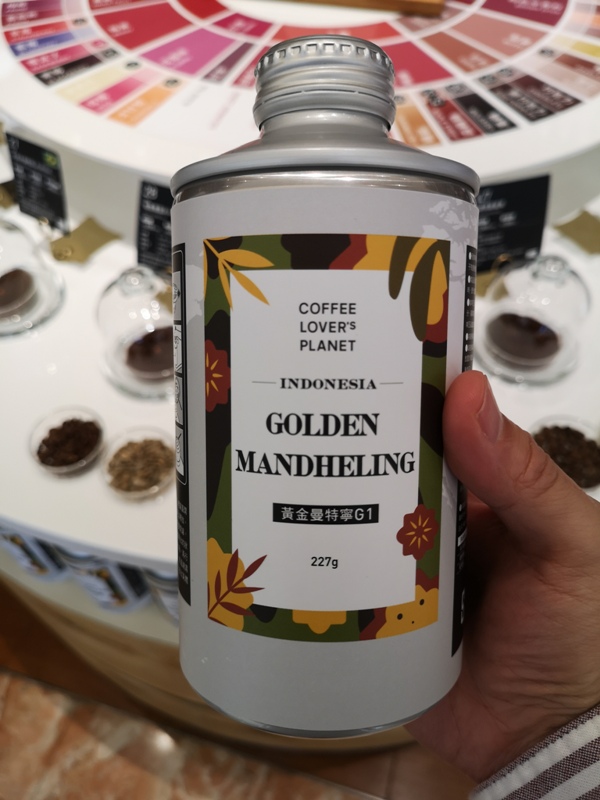 COFFEE
LOVER'S
PLANET
INDONESIA
GOLDEN
MANDHELING
黃金曼特寧G1
227g